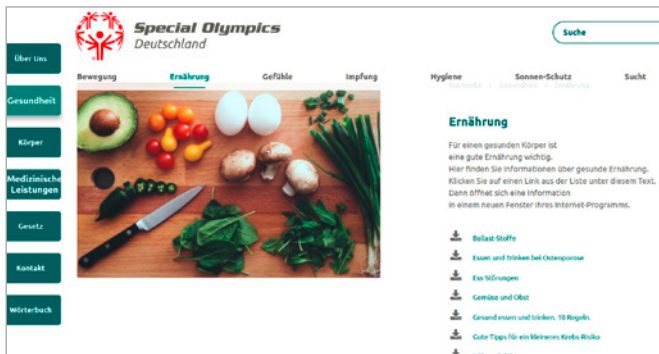 Special Olympics
Deutschland
Suche
Über Uns
Gesundheit
Körper
Medizinische
Leistungen
Gesetz
Kontakt
Wörterbuch
Bewegung Ernährung Gefühle Impfung Hygiene Sonnen-Schutz Sucht
Startseite > Gesundheit > Ernährung
Ernährung
Für einen gesunden Körper ist
eine gute Ernährung wichtig.
Hier finden Sie Informationen über gesunde Ernährung.
Klicken Sie auf einen Link aus der Liste unter diesem Text.
Dann öffnet sich eine Information
in einem neuen Fenster Ihres Internet-Programms.
Ballast-Stoffe
Essen und Trinken bei Osteoporose
Ess Störungen
Gemüse und Obst
Gesund essen und trinken. 10 Regeln.
Gute Tipps für ein kleineres Krebs-Risiko